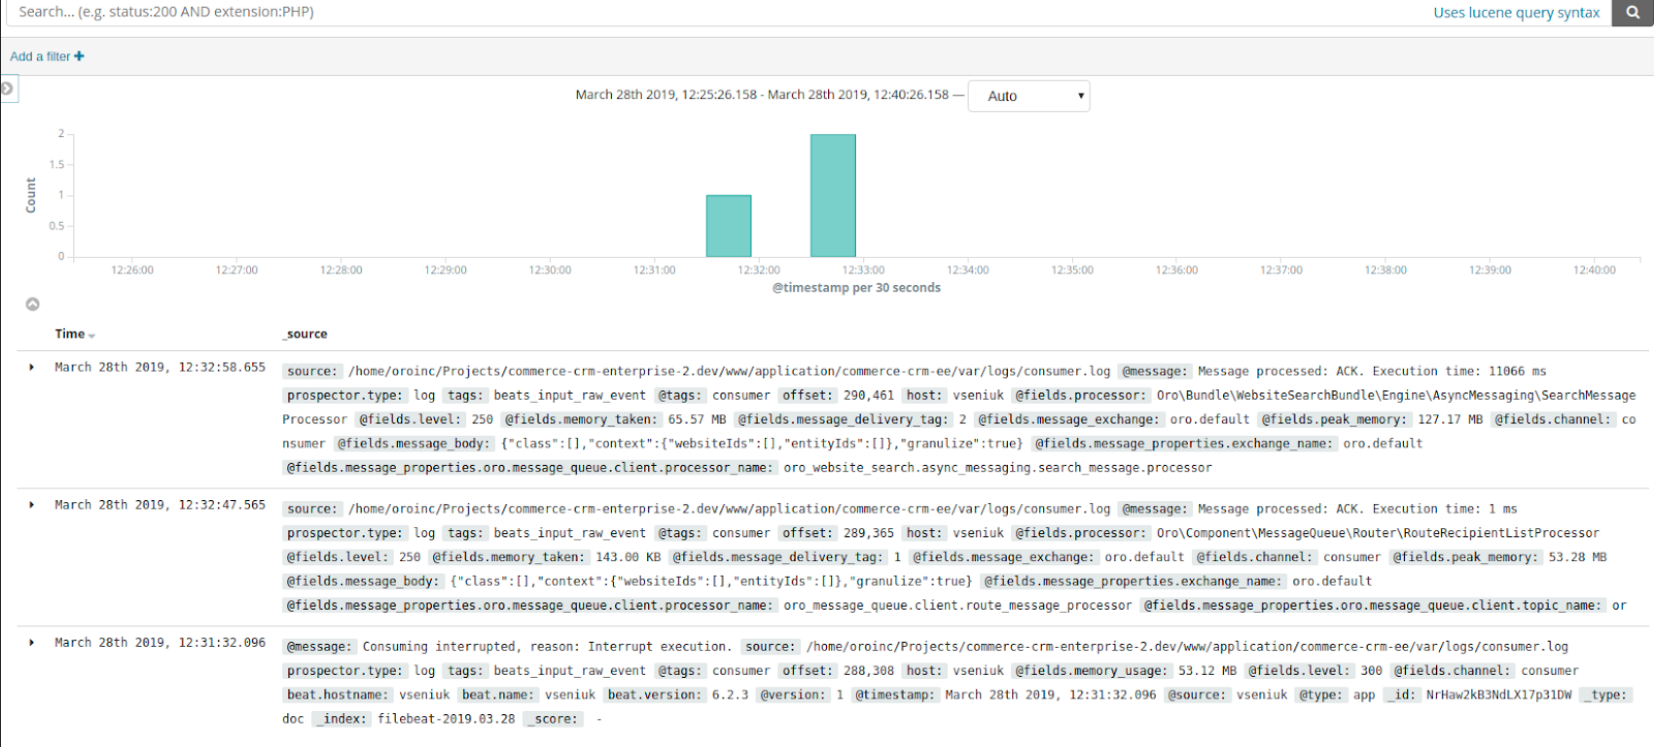 Search... (e.g. status:200 AND extension:PHP)
Uses lucene query syntax
Add a filter +
March 28th 2019, 12:25:26.158 - March 28th 2019, 12:40:26.158 —
Auto
2
1.5
1
0.5
0
Count
12:26:00 12:27:00 12:28:00 12:29:00 12:30:00 12:31:00 12:32:00 12:33:00 12:34:00 12:35:00 12:36:00 12:37:00 12:38:00 12:39:00 12:40:00
@timestamp per 30 seconds
Time _source
March 28th 2019, 12:32:58.655
source: /home/oroinc/Projects/commerce-crm-enterprise-2.dev/www/application/commerce-crm-ee/var/logs/consumer.log @message: Message processed: ACK. Execution time: 11066 ms
prospector.type: log tags: beats_input_raw_event @tags: consumer offset: 290,461 host: vseniuk @fields.processor: Oro\Bundle\WebsiteSearchBundle\Engine\AsyncMessaging\SearchMessage
Processor @fields.level: 250 @fields.memory_taken: 65.57 MB @fields.message_delivery_tag: 2 @fields.message_exchange: oro.default @fields.peak_memory: 127.17 MB @fields.channel: co
nsumer @fields.message_body: {"class":[],"context":{"websiteIds":[],"entityIds":[]},"granulize":true} @fields.message_properties.exchange_name: oro.default
@fields.message_properties.oro.message_queue.client.processor_name: oro_website_search.async_messaging.search_message.processor
March 28th 2019, 12:32:47.565
source: /home/oroinc/Projects/commerce-crm-enterprise-2.dev/www/application/commerce-crm-ee/var/logs/consumer.log @message: Message processed: ACK. Execution time: 1 ms
prospector.type: log tags: beats_input_raw_event @tags: consumer offset: 289,365 host: vseniuk @fields.processor: Oro\Component\MessageQueue\Router\RouteRecipientListProcessor
@fields.level: 250 @fields.memory_taken: 143.00 KB @fields.message_delivery_tag: 1 @fields.message_exchange: oro.default @fields.channel: consumer @fields.peak_memory: 53.28 MB
@fields.message_body: {"class":[],"context":{"websiteIds":[],"entityIds":[]},"granulize":true} @fields.message_properties.exchange_name: oro.default
@fields.message_properties.oro.message_queue.client.processor_name: oro_message_queue.client.route_message_processor @fields.message_properties.oro.message_queue.client.topic_name: or
March 28th 2019, 12:31:32.096
@message: Consuming interrupted, reason: Interrupt execution. source: /home/oroinc/Projects/commerce-crm-enterprise-2.dev/www/application/commerce-crm-ee/var/logs/consumer.log
prospector.type: log tags: beats_input_raw_event @tags: consumer offset: 288,308 host: vseniuk @fields.memory_usage: 53.12 MB @fields.level: 300 @fields.channel: consumer
beat.hostname: vseniuk beat.name: vseniuk beat.version: 6.2.3 @version: 1 @timestamp: March 28th 2019, 12:31:32.096 @source: vseniuk @type: app _id: NrHaw2kB3NdLX17p31DW _type:
doc _index: filebeat-2019.03.28 _score: -